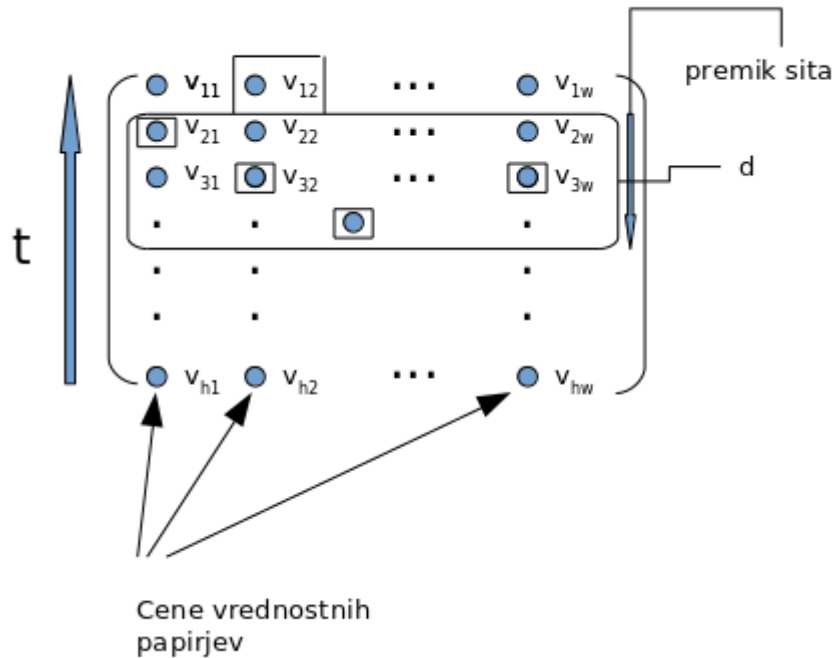 v11 v12 ... v1w
premik sita
v21 v22 ... v2w
v31 v32 ... v3w
d
t
vh1 vh2 ... vhw
Cene vrednostnih
papirjev